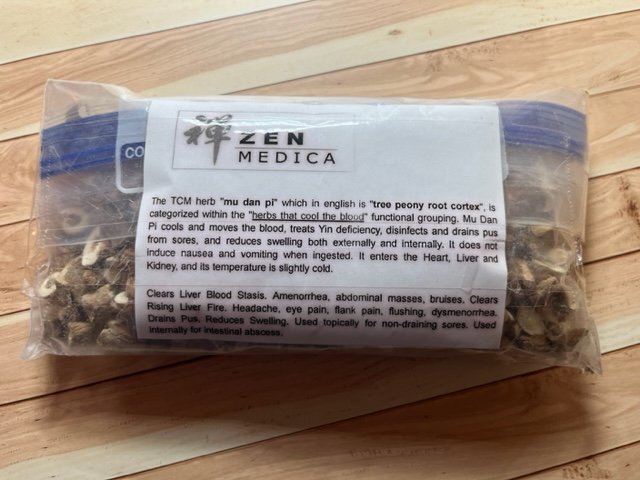 禅 ZEN
MEDICA
CO
The TCM herb "mu dan pi" which in english is "tree peony root cortex", is
categorized within the "herbs that cool the blood" functional grouping. Mu Dan
Pi cools and moves the blood, treats Yin deficiency, disinfects and drains pus
from sores, and reduces swelling both externally and internally. It does not
induce nausea and vomiting when ingested. It enters the Heart, Liver and
Kidney, and its temperature is slightly cold.
Clears Liver Blood Stasis. Amenorrhea, abdominal masses, bruises. Clears
Rising Liver Fire. Headache, eye pain, flank pain, flushing, dysmenorrhea.
Drains Pus, Reduces Swelling. Used topically for non-draining sores. Used
internally for intestinal abscess.